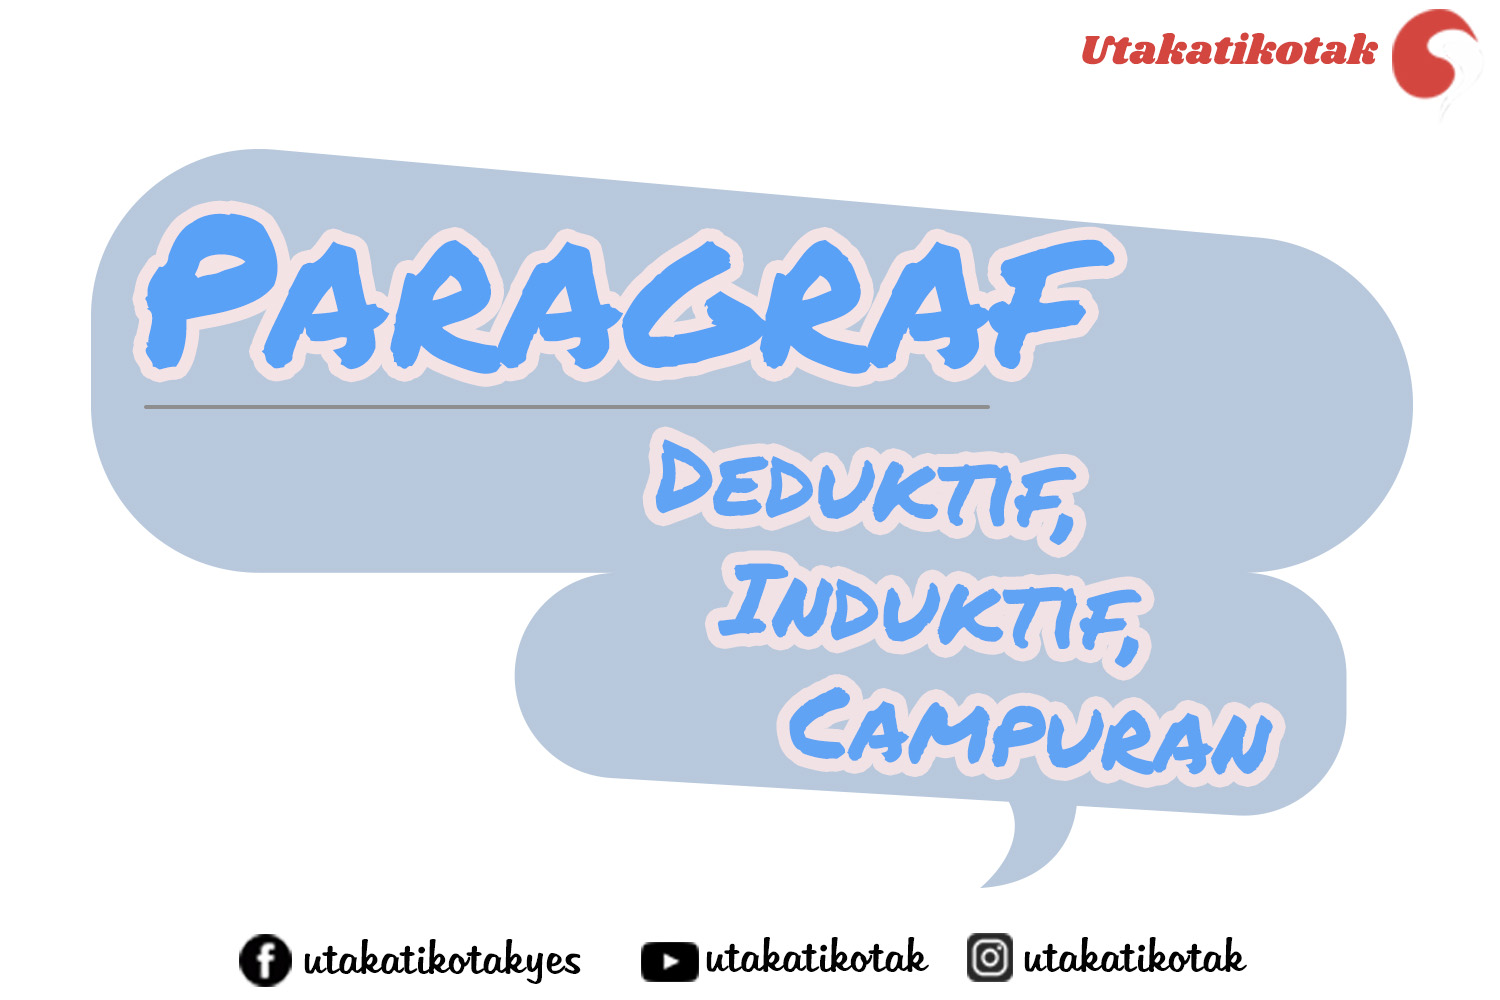 Utakatikotak
Paragraf
Deduktif,
Induktif,
Campuran
utakatikotakyes utakatikotak utakatikotak